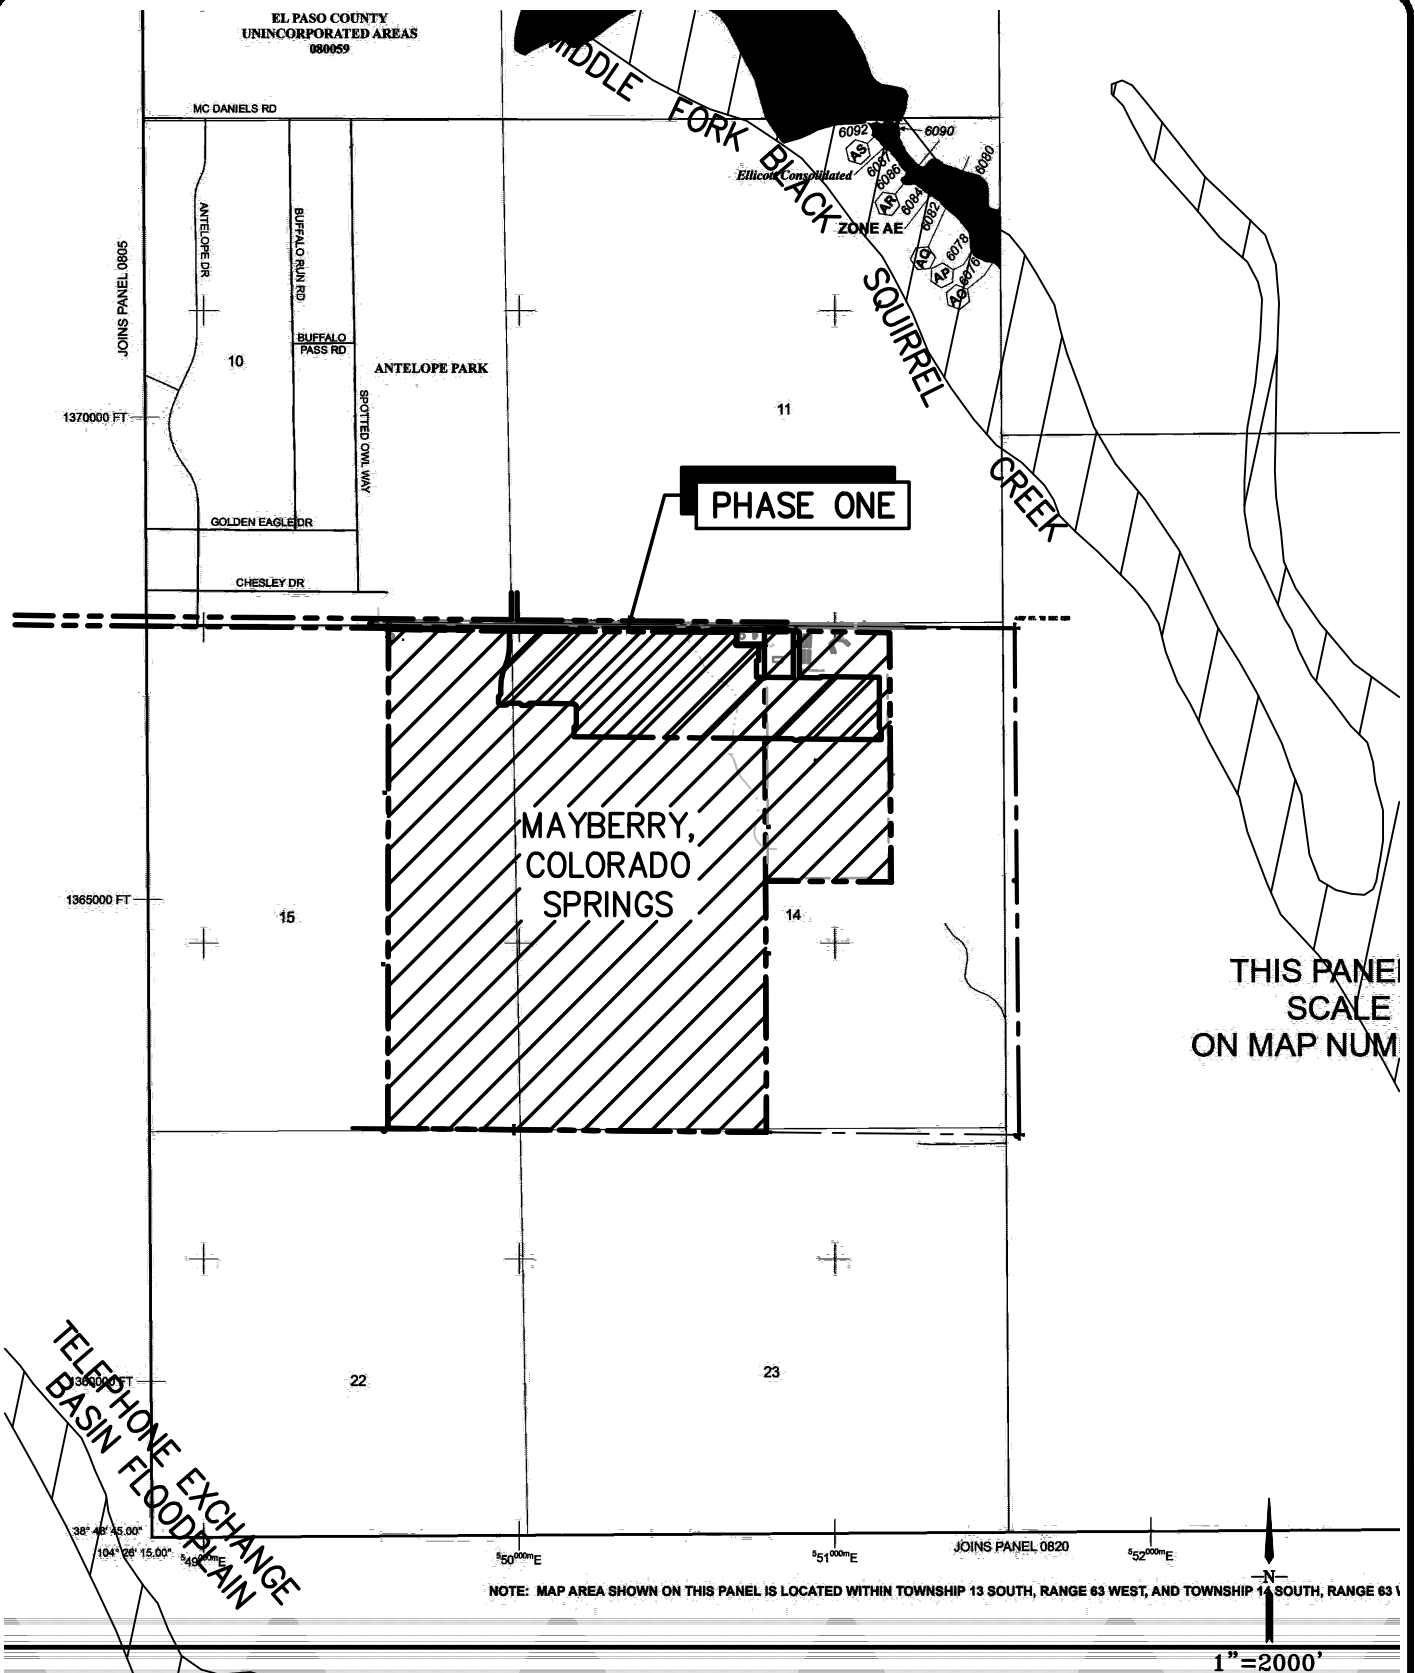 EL PASO COUNTY
UNINCORPORATED AREAS
080059
MC DANIELS RD
MIDDLE FORK BLACK SQUIRREL CREEK
6092
6090
AS
6087
6086
6080
Ellicott Consolidated
AR
6084
6082
ZONE AE
AQ
6078
AP
6076
AO
JOINS PANEL 0805
ANTELOPE DR
BUFFALO RUN RD
BUFFALO
PASS RD
10
ANTELOPE PARK
SPOTTED OWL WAY
11
1370000 FT
PHASE ONE
GOLDEN EAGLE DR
CHESLEY DR
MAYBERRY,
COLORADO
SPRINGS
1365000 FT
15
14
THIS PANE
SCALE
ON MAP NUM
22
23
1360000 FT
TELEPHONE EXCHANGE
BASIN FLOODPLAIN
38° 48' 45.00"
104° 26' 15.00"
549000mE
550000mE
551000mE
JOINS PANEL 0820
552000mE
N
NOTE: MAP AREA SHOWN ON THIS PANEL IS LOCATED WITHIN TOWNSHIP 13 SOUTH, RANGE 63 WEST, AND TOWNSHIP 14 SOUTH, RANGE 63 W
1"=2000'